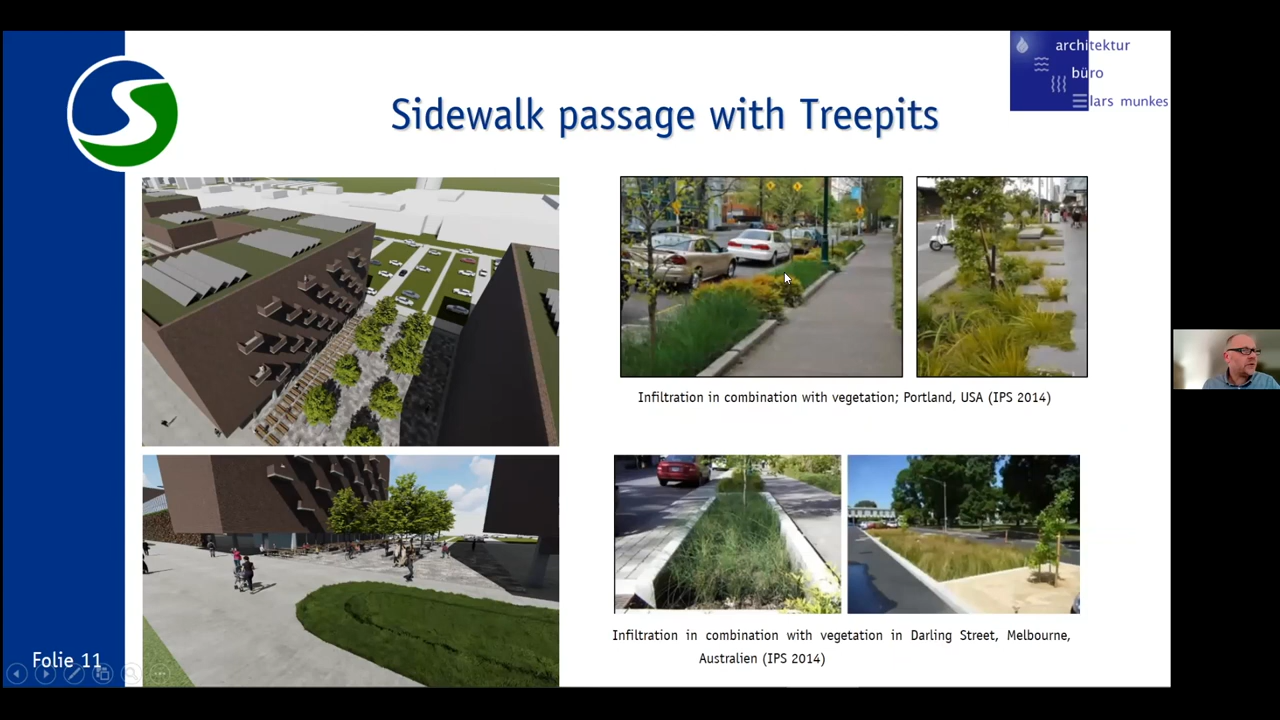 architektur
büro
lars munkes
Sidewalk passage with Treepits
Infiltration in combination with vegetation; Portland, USA (IPS 2014)
Infiltration in combination with vegetation in Darling Street, Melbourne,
Australien (IPS 2014)
Folie 11